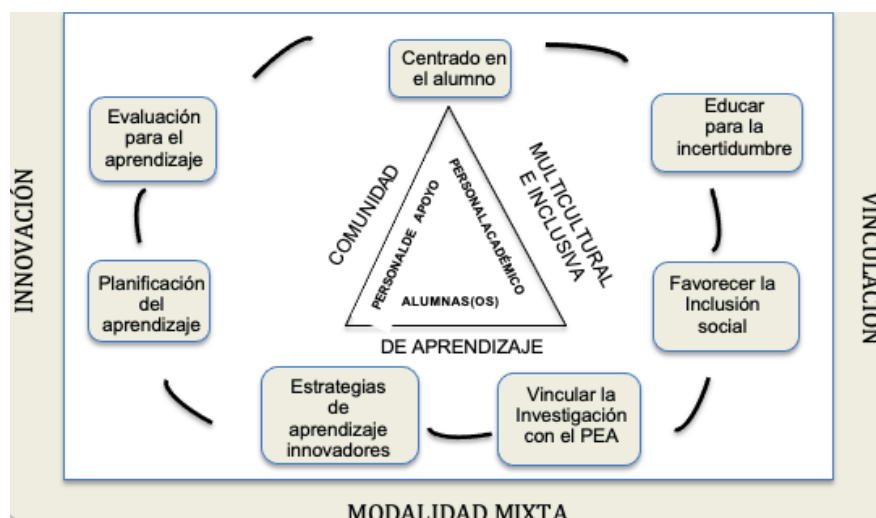 Centrado en
el alumno
Evaluación
para el
aprendizaje
Educar
para la
incertidumbre
INNOVACIÓN
COMUNIDAD
PERSONALDE APOYO
PERSONALACADÉMICO
MULTICULTURAL
E INCLUSIVA
VINCULACIÓN
Planificación
del
aprendizaje
ALUMNAS(OS)
Favorecer la
Inclusión
social
DE APRENDIZAJE
Estrategias
de
aprendizaje
innovadores
Vincular la
Investigación
con el PEA
MODALIDAD MIXTA